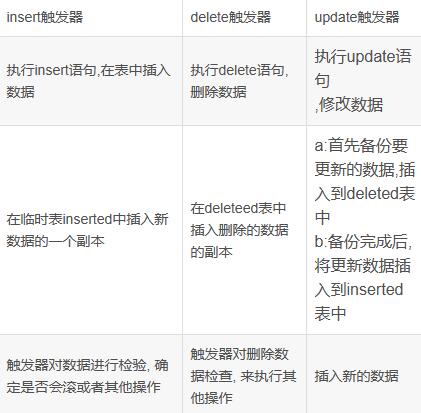 insert触发器
delete触发器
update触发器
执行insert语句,在表中插入
数据
执行delete语句,
删除数据
执行update语
句
,修改数据
在临时表inserted中插入新
数据的一个副本
在deleteed表中
插入删除的数据
的副本
a:首先备份要
更新的数据,插
入到deleted表
中
b:备份完成后,
将更新数据插
入到inserted
表中
触发器对数据进行检验, 确
定是否会滚或者其他操作
触发器对删除数
据检查, 来执行其
他操作
插入新的数据